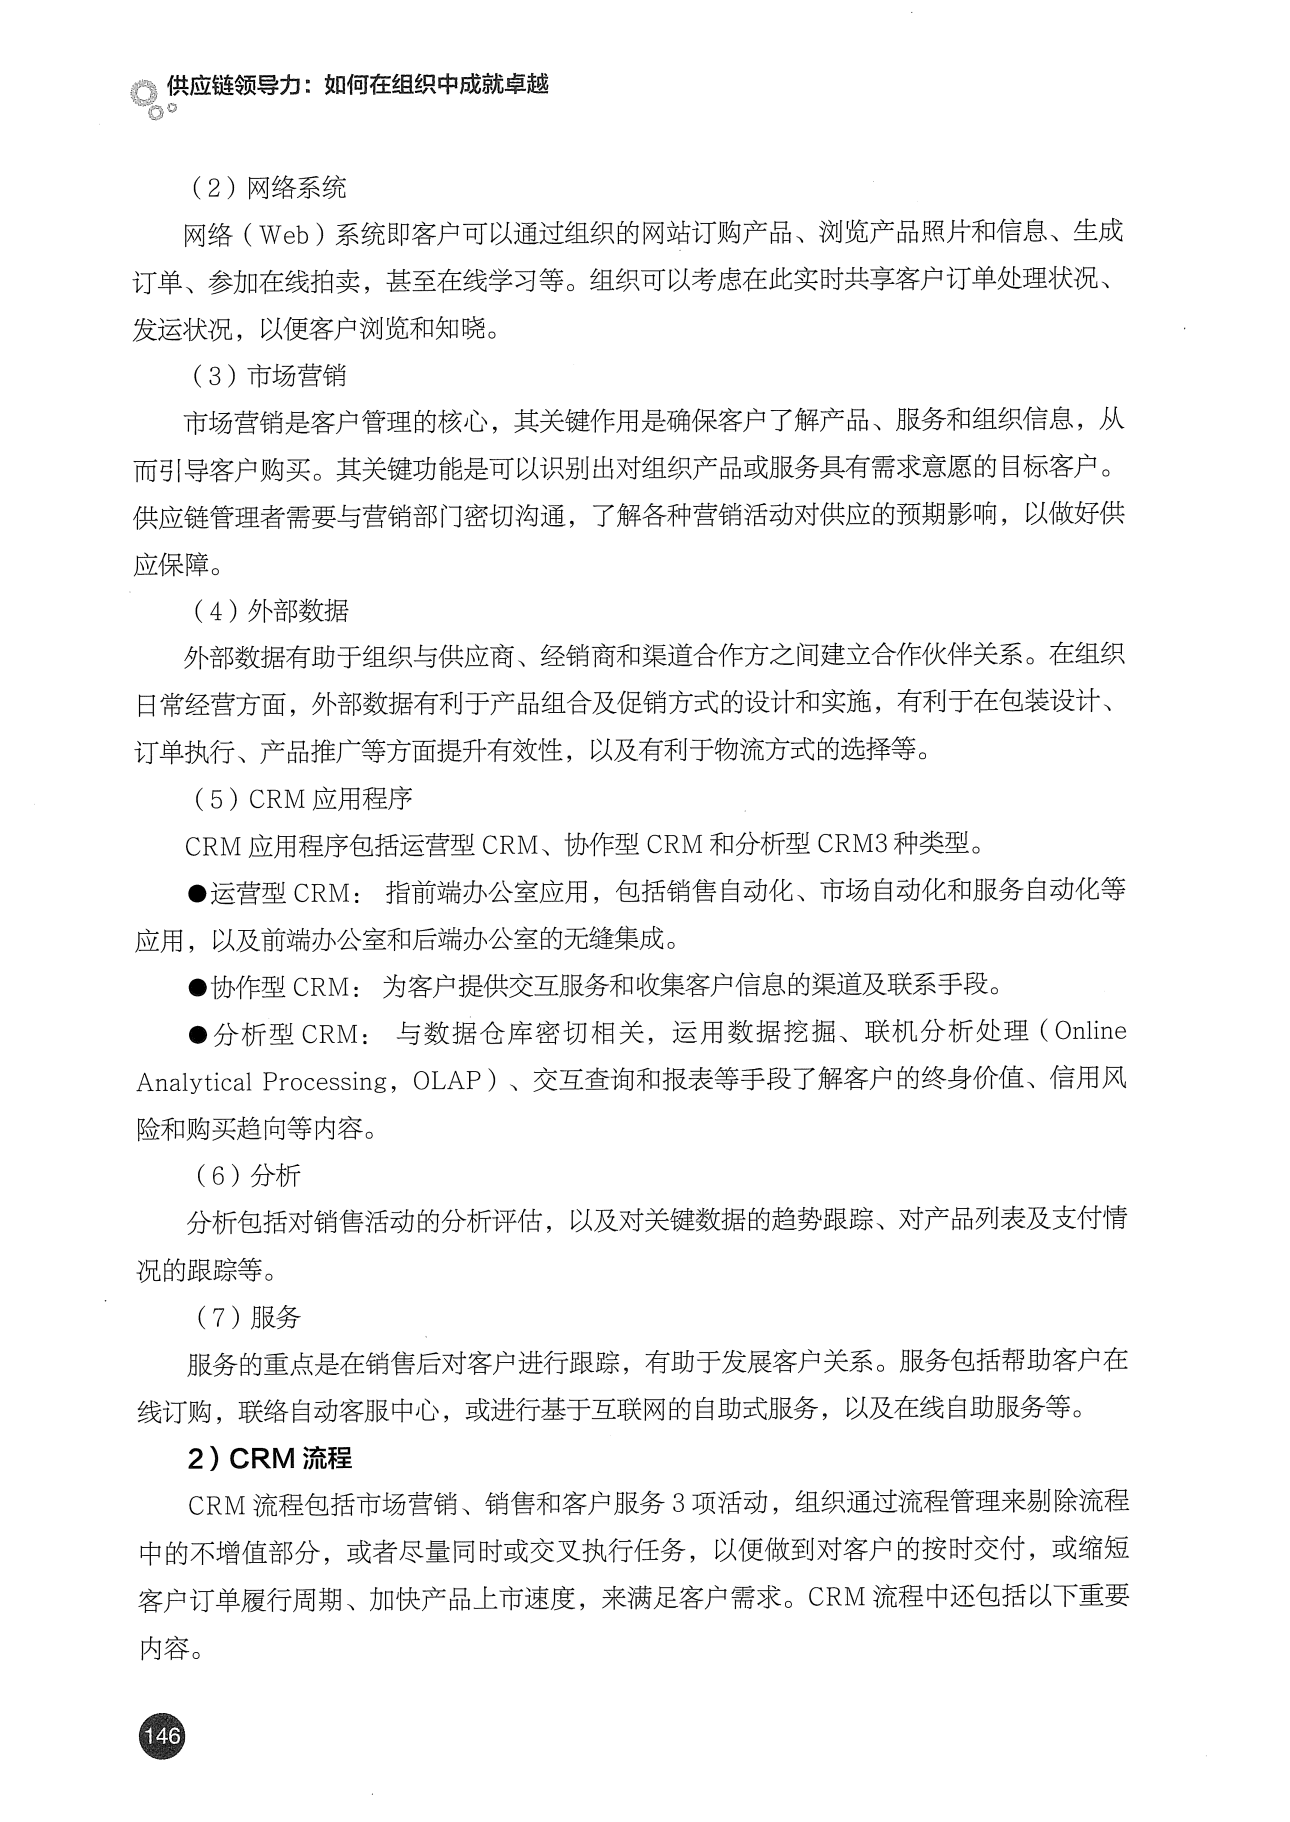 供应链领导力：如何在组织中成就卓越
（2）网络系统
网络（Web）系统即客户可以通过组织的网站订购产品、浏览产品照片和信息、生成
订单、参加在线拍卖，甚至在线学习等。组织可以考虑在此实时共享客户订单处理状况、
发运状况，以便客户浏览和知晓。
（3）市场营销
市场营销是客户管理的核心，其关键作用是确保客户了解产品、服务和组织信息，从
而引导客户购买。其关键功能是可以识别出对组织产品或服务具有需求意愿的目标客户。
供应链管理者需要与营销部门密切沟通，了解各种营销活动对供应的预期影响，以做好供
应保障。
（4）外部数据
外部数据有助于组织与供应商、经销商和渠道合作方之间建立合作伙伴关系。在组织
日常经营方面，外部数据有利于产品组合及促销方式的设计和实施，有利于在包装设计、
订单执行、产品推广等方面提升有效性，以及有利于物流方式的选择等。
（5）CRM 应用程序
CRM 应用程序包括运营型 CRM、协作型 CRM 和分析型 CRM3 种类型。
●运营型 CRM： 指前端办公室应用，包括销售自动化、市场自动化和服务自动化等
应用，以及前端办公室和后端办公室的无缝集成。
●协作型 CRM： 为客户提供交互服务和收集客户信息的渠道及联系手段。
●分析型 CRM： 与数据仓库密切相关，运用数据挖掘、联机分析处理（Online
Analytical Processing，OLAP）、交互查询和报表等手段了解客户的终身价值、信用风
险和购买趋向等内容。
（6）分析
分析包括对销售活动的分析评估，以及对关键数据的趋势跟踪、对产品列表及支付情
况的跟踪等。
（7）服务
服务的重点是在销售后对客户进行跟踪，有助于发展客户关系。服务包括帮助客户在
线订购，联络自动客服中心，或进行基于互联网的自助式服务，以及在线自助服务等。
2）CRM 流程
CRM 流程包括市场营销、销售和客户服务 3 项活动，组织通过流程管理来剔除流程
中的不增值部分，或者尽量同时或交叉执行任务，以便做到对客户的按时交付，或缩短
客户订单履行周期、加快产品上市速度，来满足客户需求。CRM 流程中还包括以下重要
内容。
146